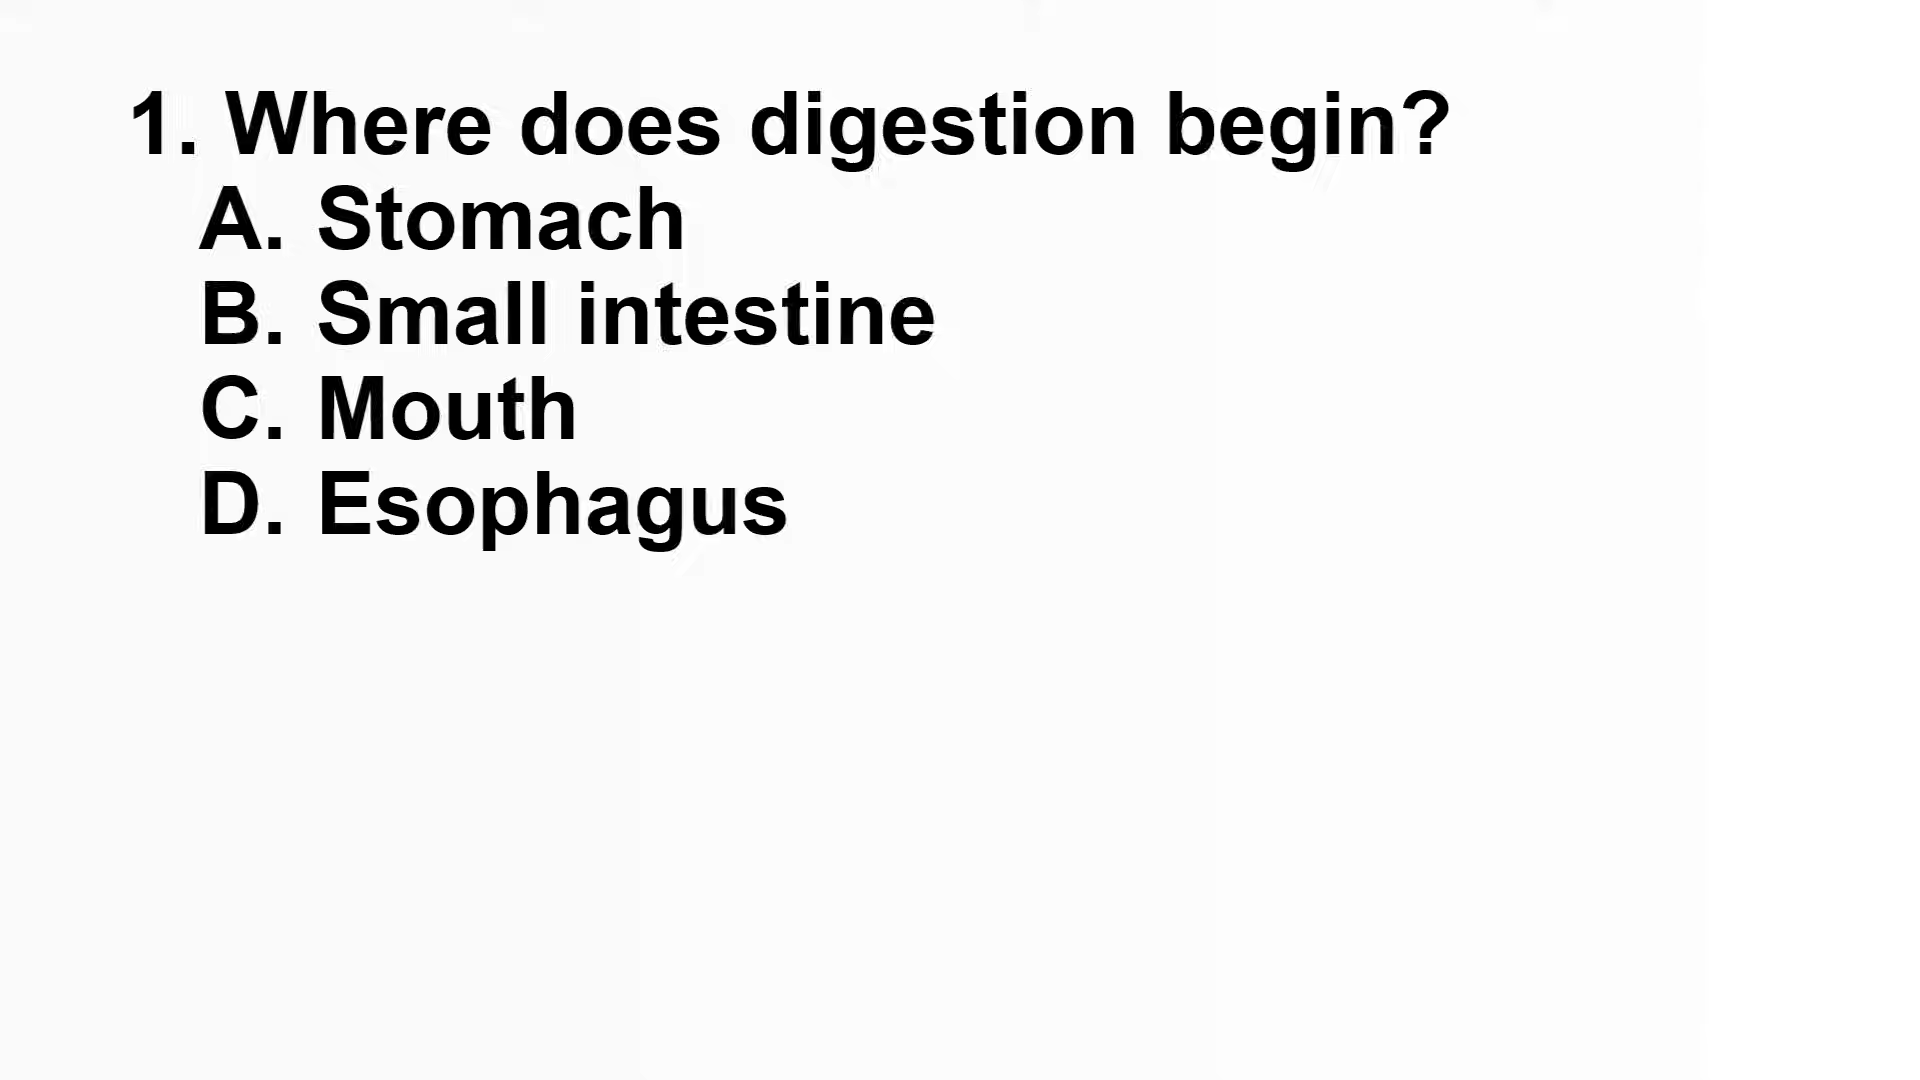 1. Where does digestion begin?
A. Stomach
B. Small intestine
C. Mouth
D. Esophagus